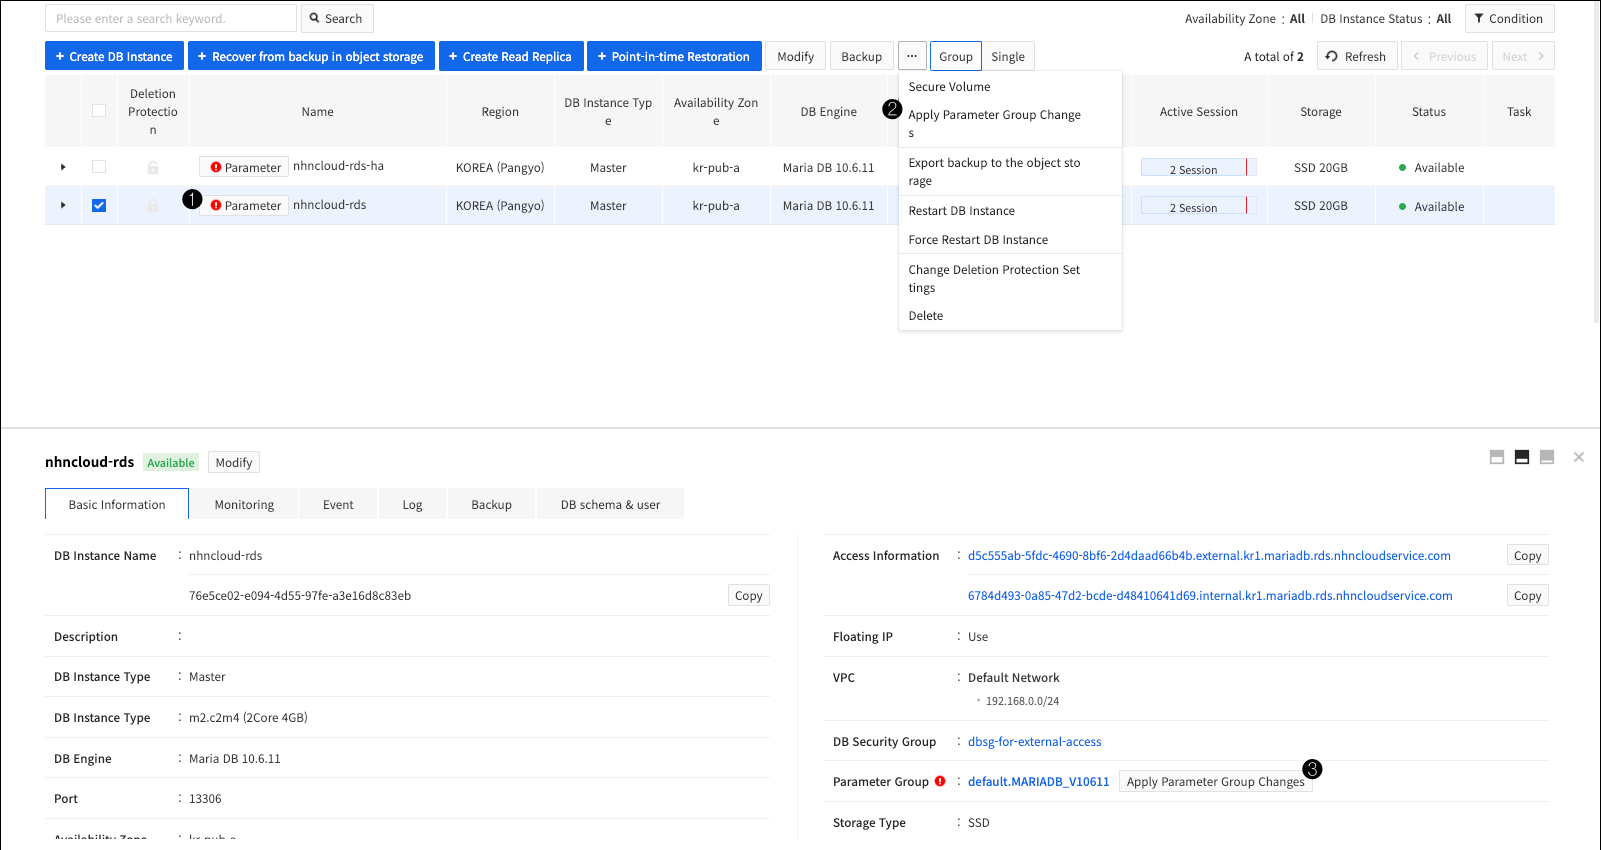 Please enter a search keyword.
Search
Availability Zone : All
DB Instance Status : All
Condition
+ Create DB Instance
+ Recover from backup in object storage
+ Create Read Replica
+ Point-in-time Restoration
Modify
Backup
...
Group
Single
A total of 2
Refresh
< Previous
Next >
Deletion
Protectio
n
Name
Region
DB Instance Typ
e
Availability Zon
e
DB Engine
Active Session
Storage
Status
Task
Secure Volume
2
Apply Parameter Group Change
s
Export backup to the object sto
rage
Restart DB Instance
Force Restart DB Instance
Change Deletion Protection Set
tings
Delete
! Parameter
nhncloud-rds-ha
KOREA (Pangyo)
Master
kr-pub-a
Maria DB 10.6.11
2 Session
SSD 20GB
Available
1
! Parameter
nhncloud-rds
KOREA (Pangyo)
Master
kr-pub-a
Maria DB 10.6.11
2 Session
SSD 20GB
Available
nhncloud-rds
Available
Modify
Basic Information
Monitoring
Event
Log
Backup
DB schema & user
DB Instance Name : nhncloud-rds
76e5ce02-e094-4d55-97fe-a3e16d8c83eb
Copy
Description :
DB Instance Type : Master
DB Instance Type : m2.c2m4 (2Core 4GB)
DB Engine : Maria DB 10.6.11
Port : 13306
Availability Zone : kr-pub-a
Access Information : d5c555ab-5fdc-4690-8bf6-2d4daad66b4b.external.kr1.mariadb.rds.nhncloudservice.com
Copy
6784d493-0a85-47d2-bcde-d48410641d69.internal.kr1.mariadb.rds.nhncloudservice.com
Copy
Floating IP : Use
VPC : Default Network
• 192.168.0.0/24
DB Security Group : dbsg-for-external-access
Parameter Group ! : default.MARIADB_V10611
Apply Parameter Group Changes
3
Storage Type : SSD